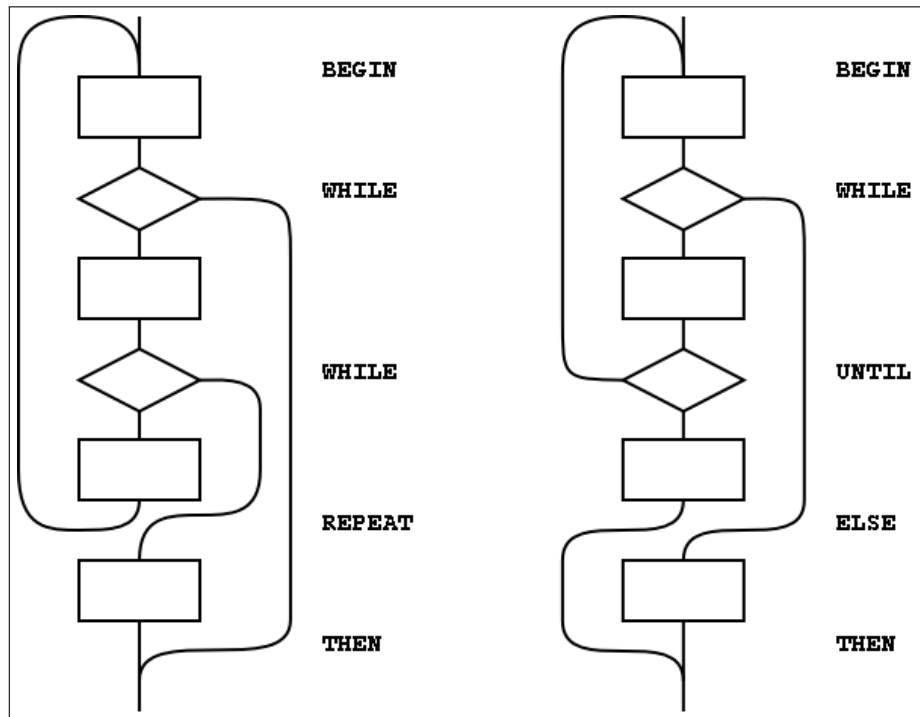 BEGIN
WHILE
WHILE
REPEAT
THEN
BEGIN
WHILE
UNTIL
ELSE
THEN